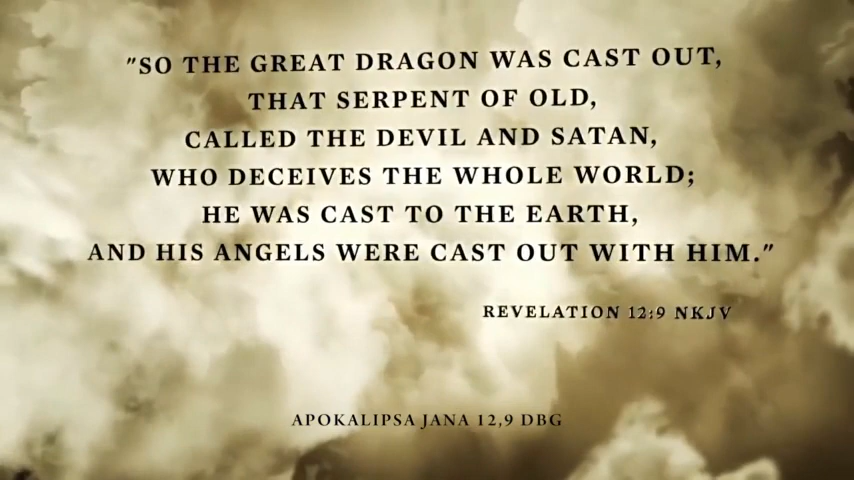 "SO THE GREAT DRAGON WAS CAST OUT,
THAT SERPENT OF OLD,
CALLED THE DEVIL AND SATAN,
WHO DECEIVES THE WHOLE WORLD;
HE WAS CAST TO THE EARTH,
AND HIS ANGELS WERE CAST OUT WITH HIM."
REVELATION 12:9 NKJV
APOKALIPSA JANA 12,9 DBG